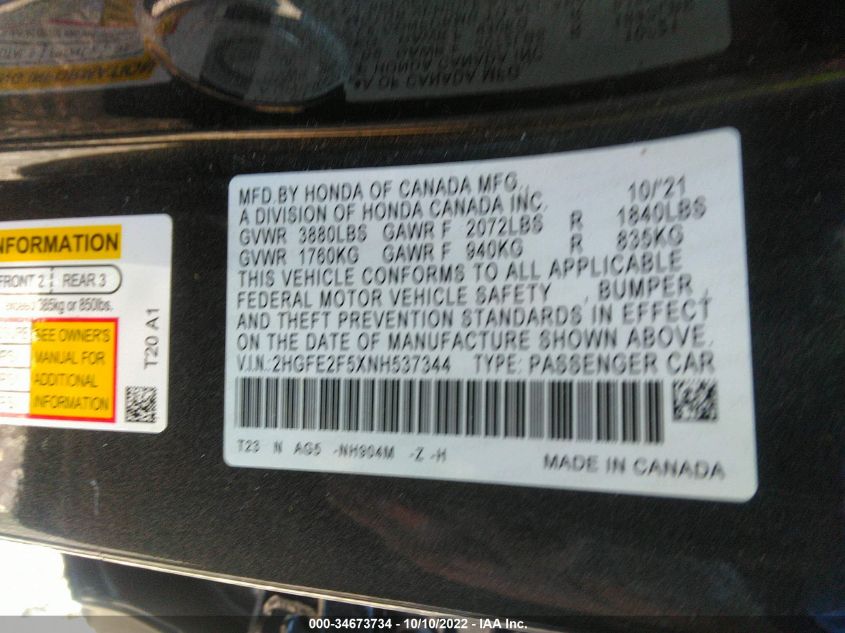 MFD.BY HONDA OF CANADA MFG., 10/'21
A DIVISION OF HONDA CANADA INC.
GVWR 3880LBS GAWR F 2072LBS R 1840LBS
GVWR 1760KG GAWR F 940KG R 835KG
THIS VEHICLE CONFORMS TO ALL APPLICABLE
FEDERAL MOTOR VEHICLE SAFETY , BUMPER ,
AND THEFT PREVENTION STANDARDS IN EFFECT
ON THE DATE OF MANUFACTURE SHOWN ABOVE.
V.I.N.:2HGFE2F5XNH537344 TYPE: PASSENGER CAR
T23 N AG5 -NH904M -Z -H
MADE IN CANADA
NFORMATION
FRONT 2 REAR 3
exceed 385kg or 850lbs.
SEE OWNER'S
MANUAL FOR
ADDITIONAL
INFORMATION
T20 A1
000-34673734 - 10/10/2022 - IAA Inc.